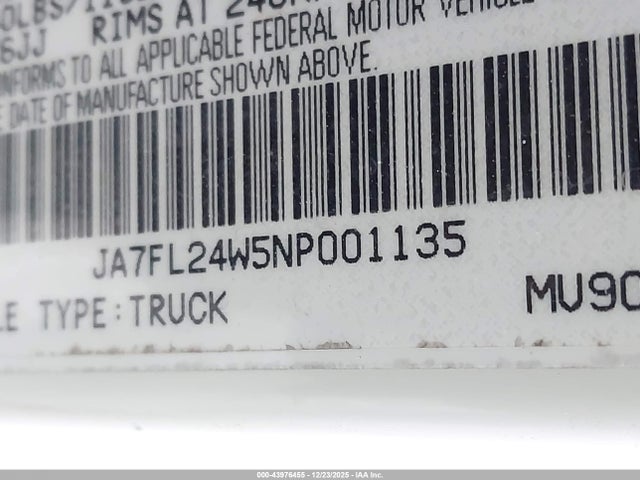 RIMS AT
6JJ
TO ALL APPLICABLE FEDERAL MOTOR VEHICLE
DATE OF MANUFACTURE SHOWN ABOVE.
JA7FL24W5NP001135
LE TYPE:TRUCK
MV90
000-43976455 - 12/23/2025 - IAA Inc.